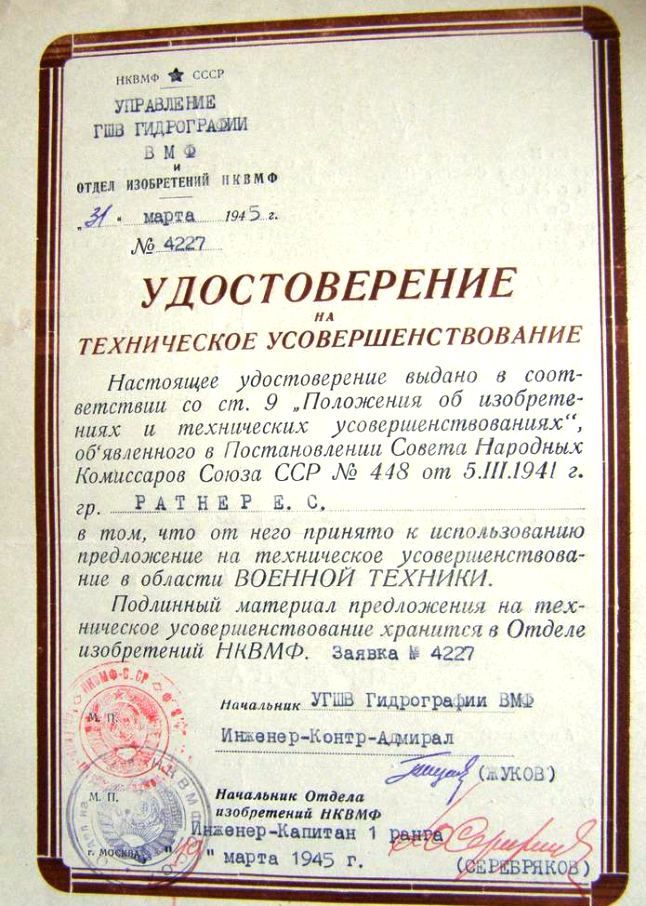 НКВМФ ★ СССР
УПРАВЛЕНИЕ
ГШВ ГИДРОГРАФИИ
ВМФ
И
ОТДЕЛ ИЗОБРЕТЕНИЙ НКВМФ
„31“ марта 1945 г.
№ 4227
УДОСТОВЕРЕНИЕ
НА
ТЕХНИЧЕСКОЕ УСОВЕРШЕНСТВОВАНИЕ
Настоящее удостоверение выдано в соот-
ветствии со ст. 9 „Положения об изобрете-
ниях и технических усовершенствованиях“,
об'явленного в Постановлении Совета Народных
Комиссаров Союза ССР № 448 от 5.III.1941 г.
гр. РАТНЕР Е. С.
в том, что от него принято к использованию
предложение на техническое усовершенствова-
ние в области ВОЕННОЙ ТЕХНИКИ.
Подлинный материал предложения на тех-
ническое усовершенствование хранится в Отделе
изобретений НКВМФ. Заявка № 4227
М. П.
Начальник УГШВ Гидрографии ВМФ
Инженер-Контр-Адмирал
(ЖУКОВ)
М. П.
Начальник Отдела
изобретений НКВМФ
Инженер-Капитан 1 ранга
г. МОСКВА " " марта 1945 г.
(СЕРЕБРЯКОВ)